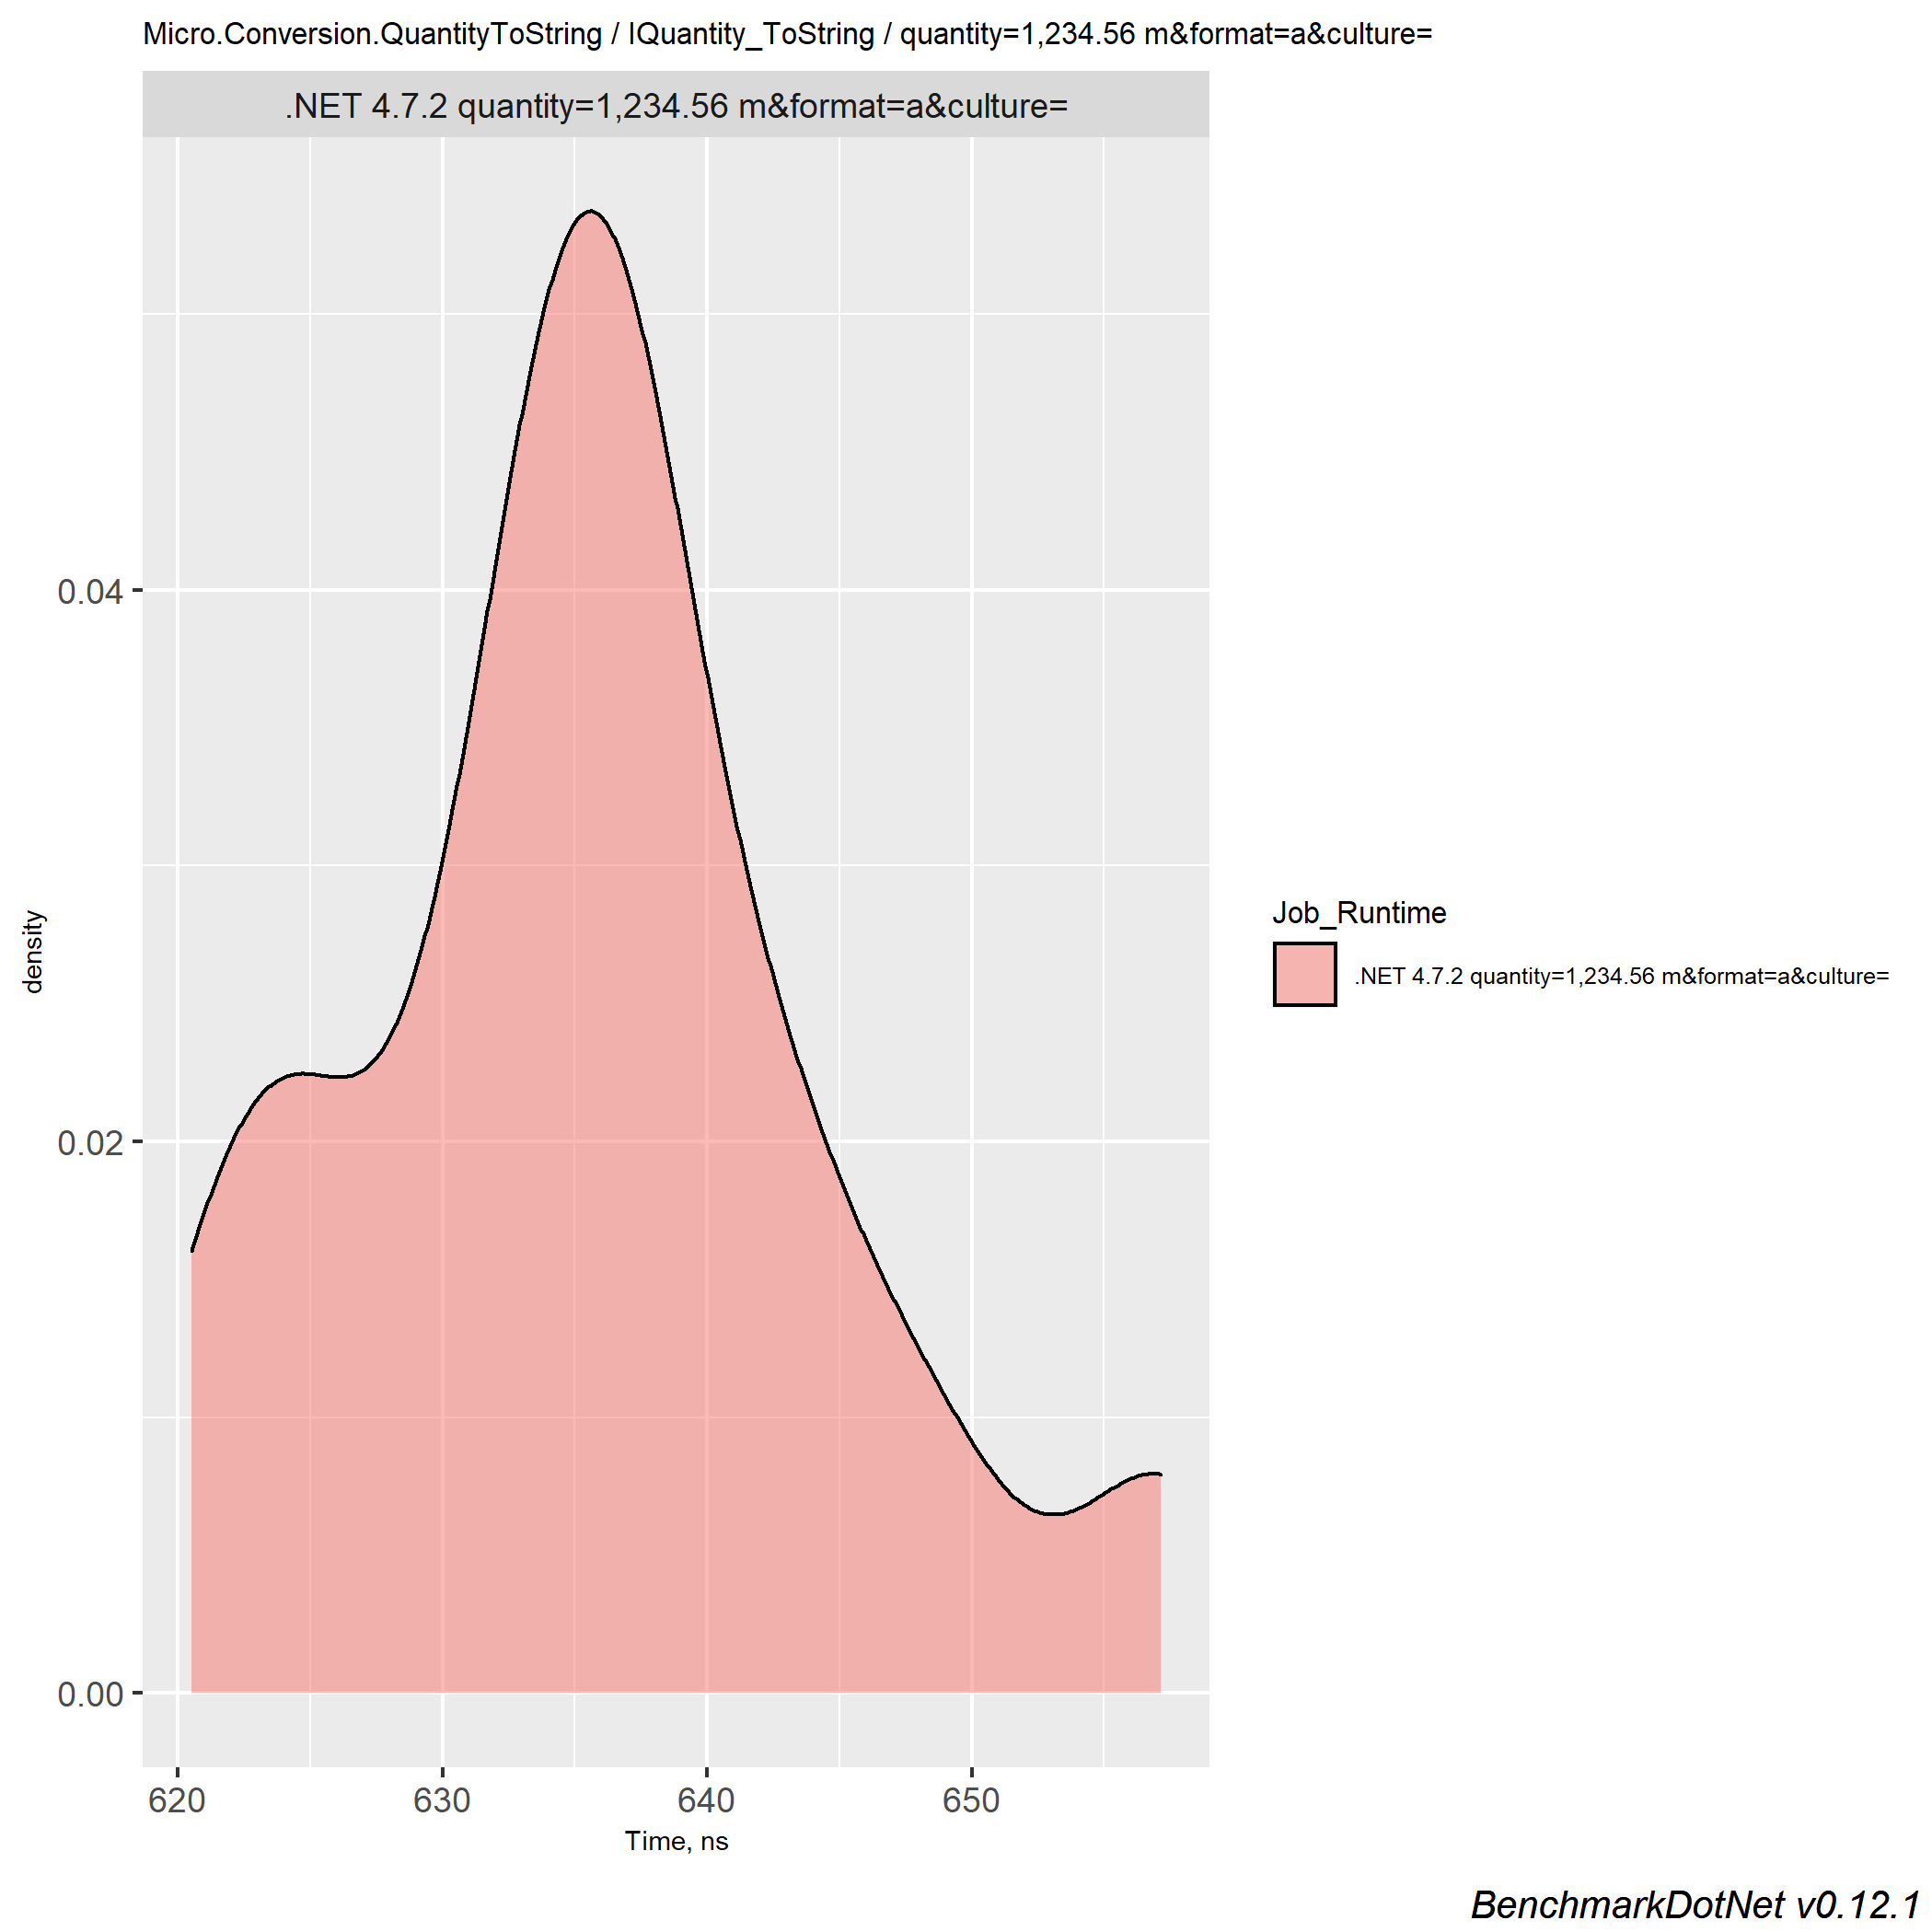 Micro.Conversion.QuantityToString / IQuantity_ToString / quantity=1,234.56 m&format=a&culture=
.NET 4.7.2 quantity=1,234.56 m&format=a&culture=
0.04
0.02
0.00
density
620 630 640 650
Time, ns
Job_Runtime
.NET 4.7.2 quantity=1,234.56 m&format=a&culture=
BenchmarkDotNet v0.12.1